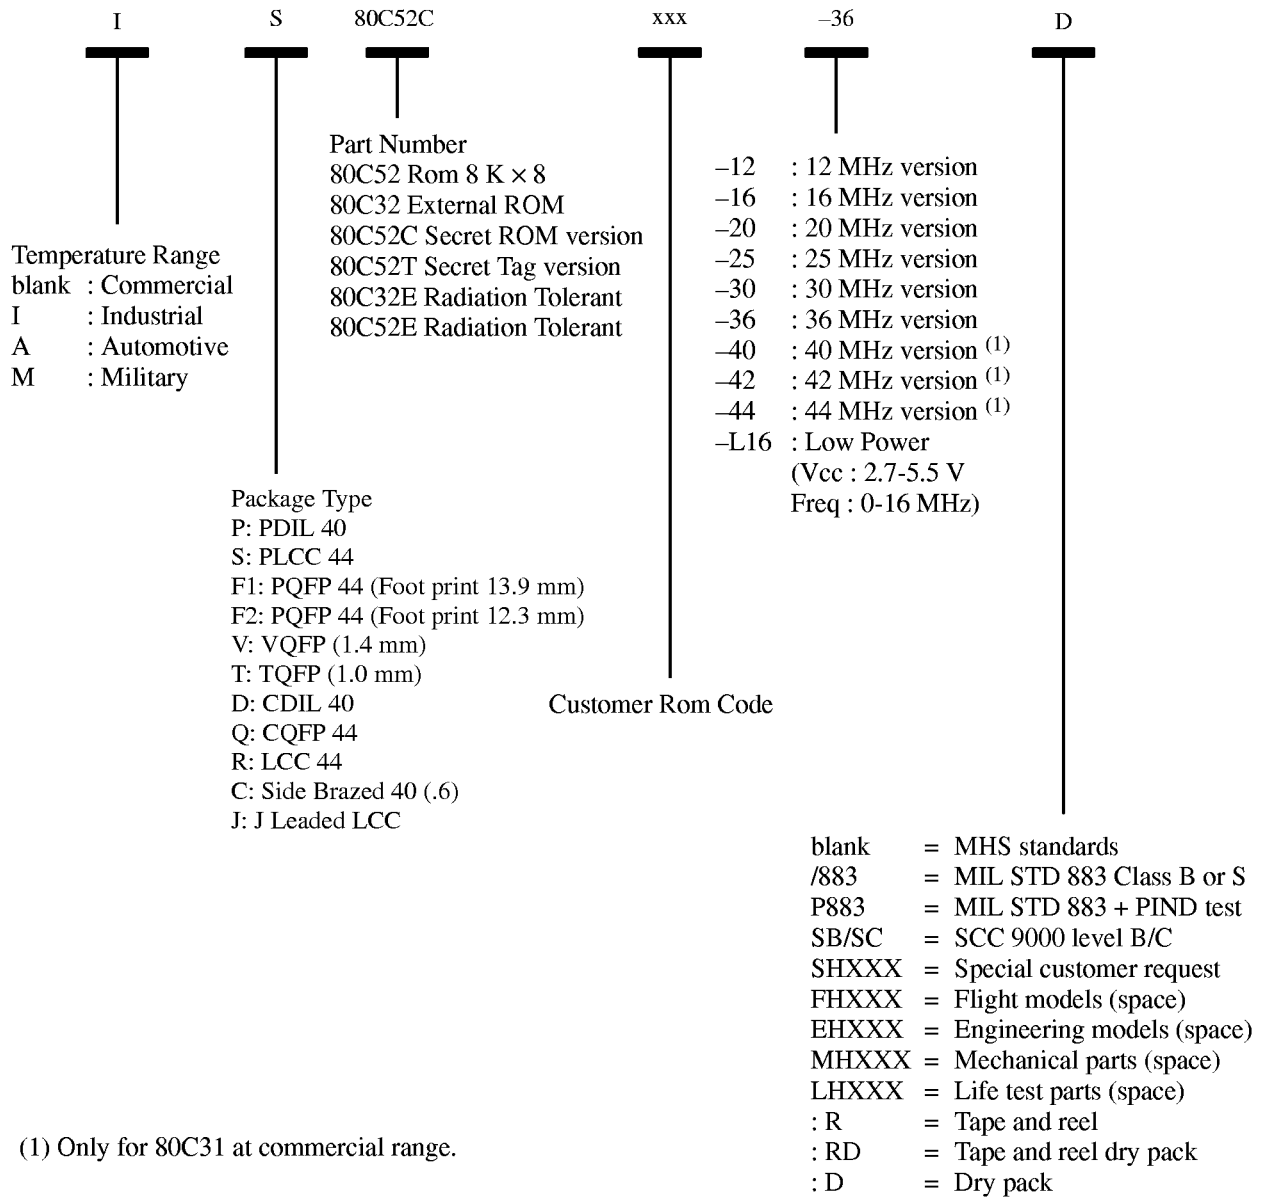 I S 80C52C xxx –36 D
Temperature Range
blank : Commercial
I : Industrial
A : Automotive
M : Military
Part Number
80C52 Rom 8 K × 8
80C32 External ROM
80C52C Secret ROM version
80C52T Secret Tag version
80C32E Radiation Tolerant
80C52E Radiation Tolerant
–12 : 12 MHz version
–16 : 16 MHz version
–20 : 20 MHz version
–25 : 25 MHz version
–30 : 30 MHz version
–36 : 36 MHz version
–40 : 40 MHz version (1)
–42 : 42 MHz version (1)
–44 : 44 MHz version (1)
–L16 : Low Power
(Vcc : 2.7-5.5 V
Freq : 0-16 MHz)
Package Type
P: PDIL 40
S: PLCC 44
F1: PQFP 44 (Foot print 13.9 mm)
F2: PQFP 44 (Foot print 12.3 mm)
V: VQFP (1.4 mm)
T: TQFP (1.0 mm)
D: CDIL 40
Q: CQFP 44
R: LCC 44
C: Side Brazed 40 (.6)
J: J Leaded LCC
Customer Rom Code
blank = MHS standards
/883 = MIL STD 883 Class B or S
P883 = MIL STD 883 + PIND test
SB/SC = SCC 9000 level B/C
SHXXX = Special customer request
FHXXX = Flight models (space)
EHXXX = Engineering models (space)
MHXXX = Mechanical parts (space)
LHXXX = Life test parts (space)
: R = Tape and reel
: RD = Tape and reel dry pack
: D = Dry pack
(1) Only for 80C31 at commercial range.